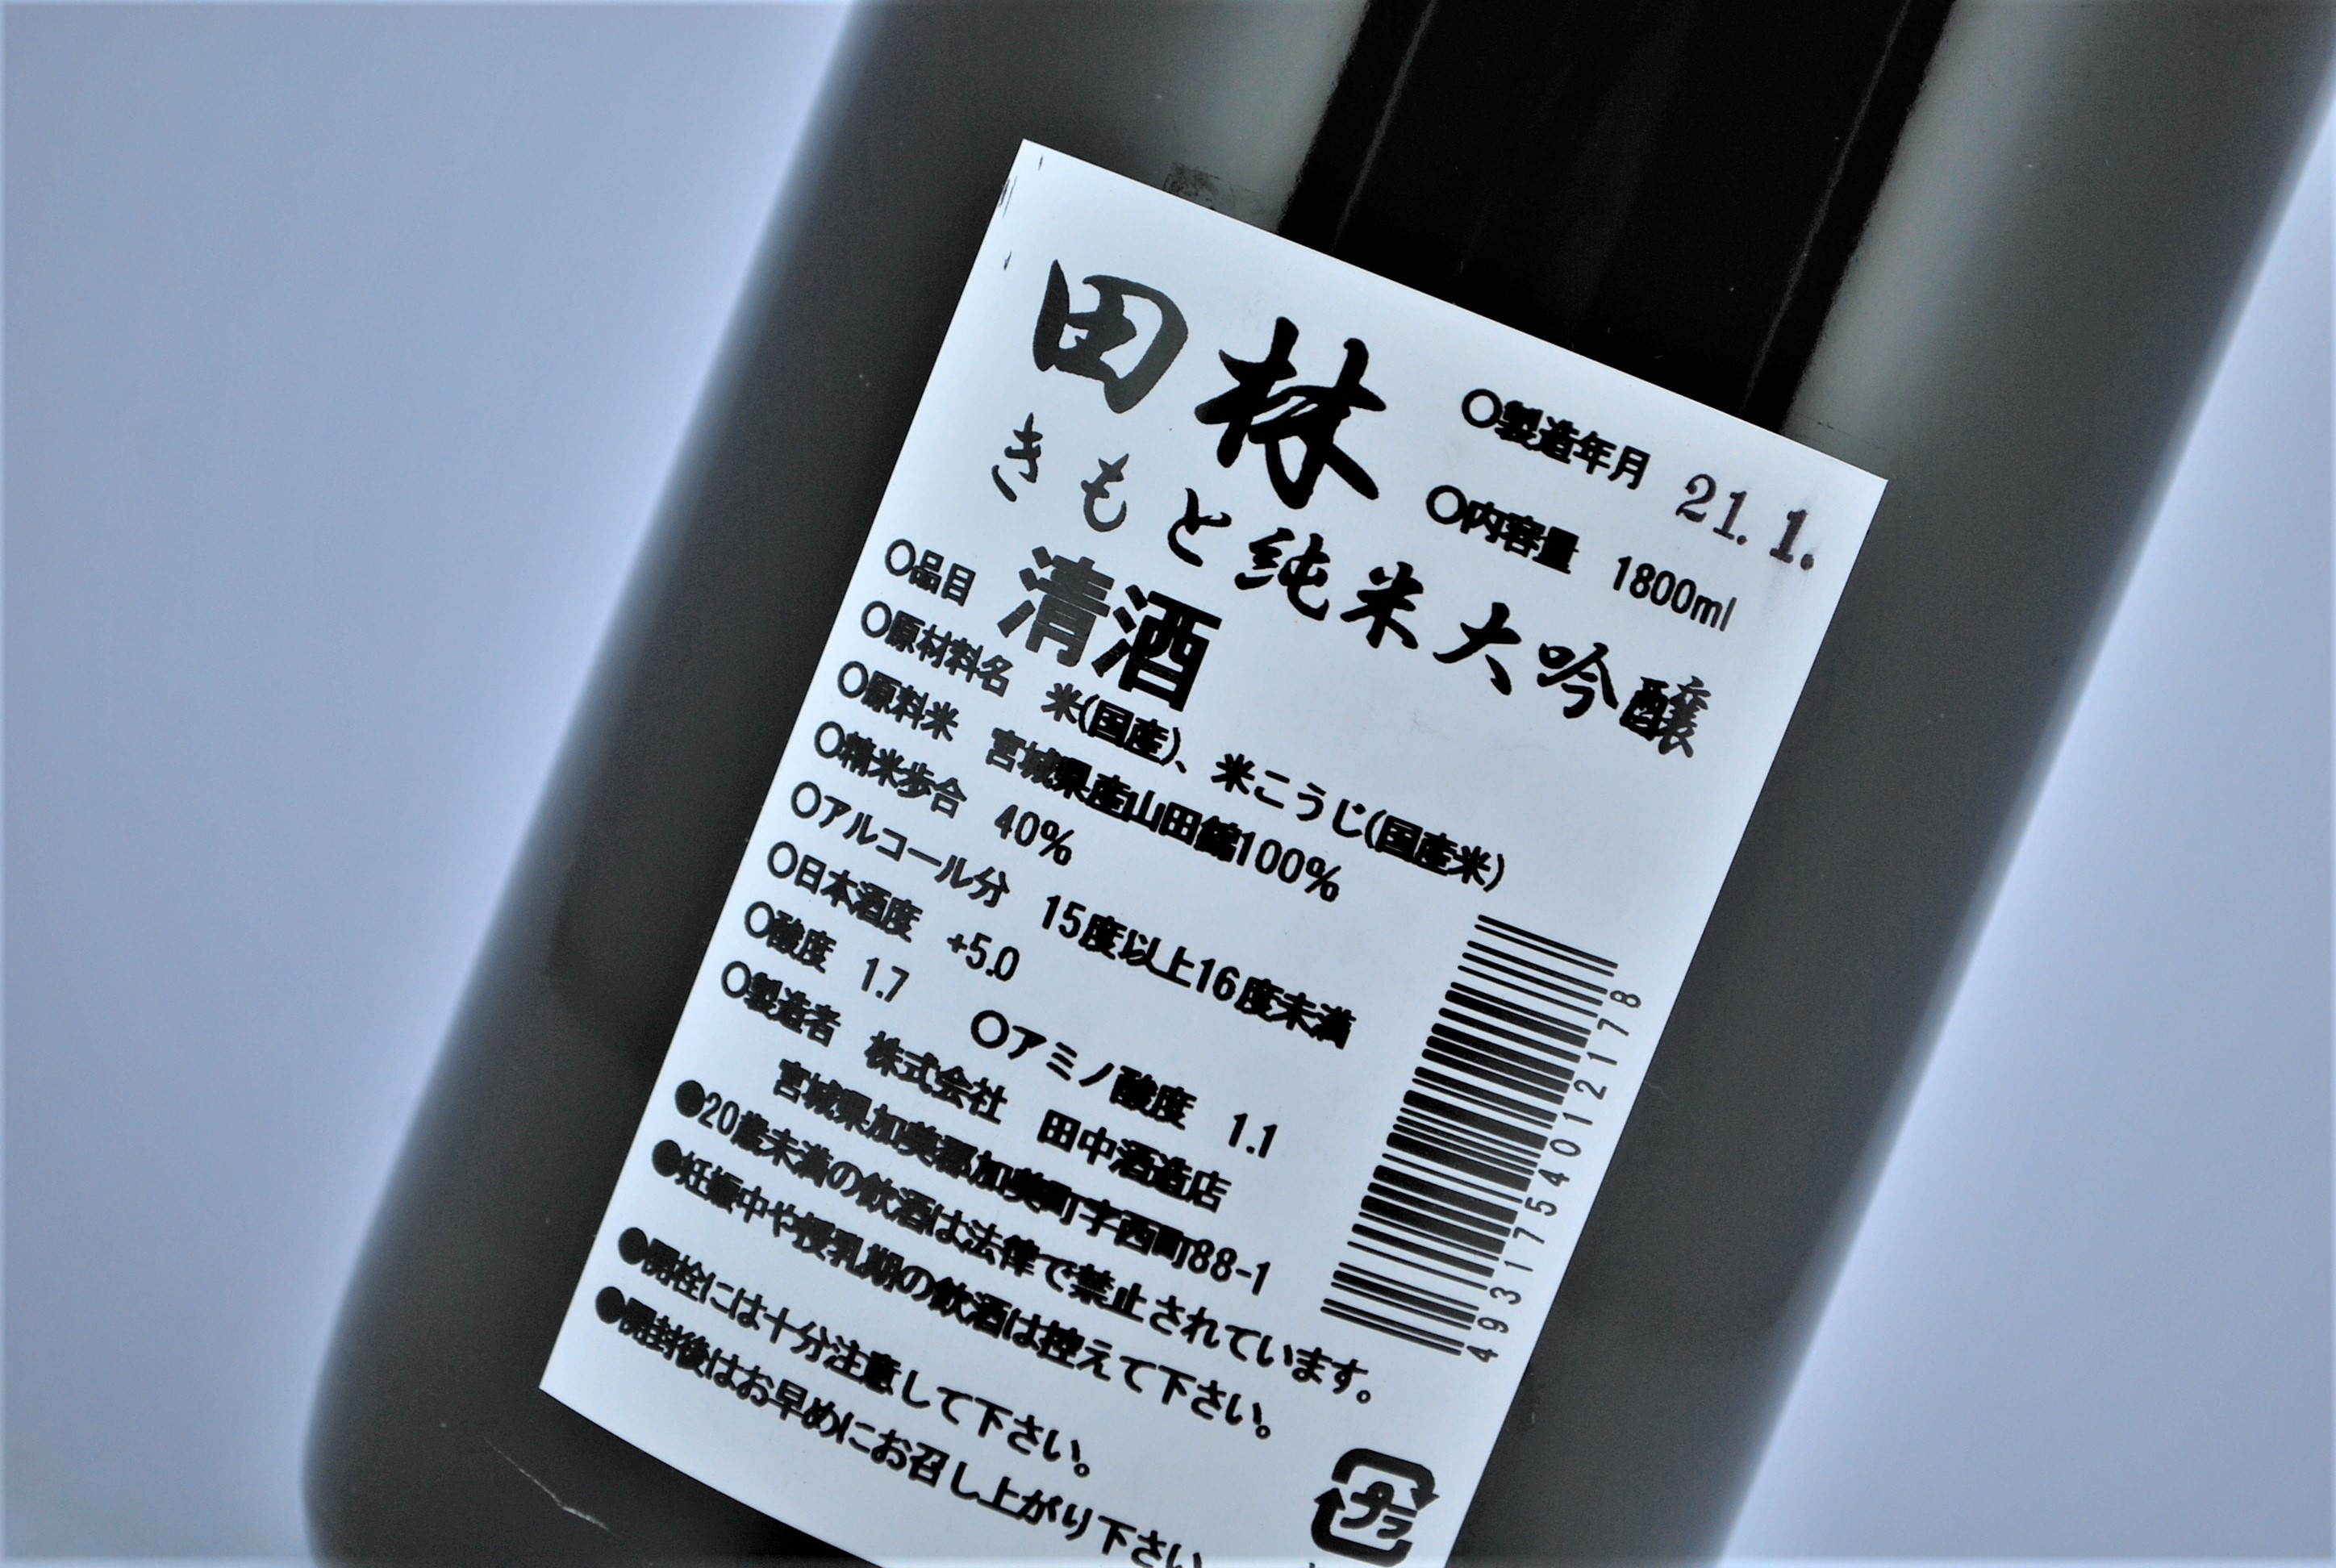 田林
○製造年月 21.1.
○内容量 1800ml
きもと純米大吟醸
○品目 清酒
○原材料名 米(国産)、米こうじ(国産米)
○原料米 宮城県産山田錦100%
○精米歩合 40%
○アルコール分 15度以上16度未満
○日本酒度 +5.0
○酸度 1.7 ○アミノ酸度 1.1
○製造者 株式会社 田中酒造店
宮城県加美郡加美町字西町88-1
●20歳未満の飲酒は法律で禁止されています。
●妊娠中や授乳期の飲酒は控えて下さい。
●開栓には十分注意して下さい。
●開封後はお早めにお召し上がり下さい
4931754012178
プラ